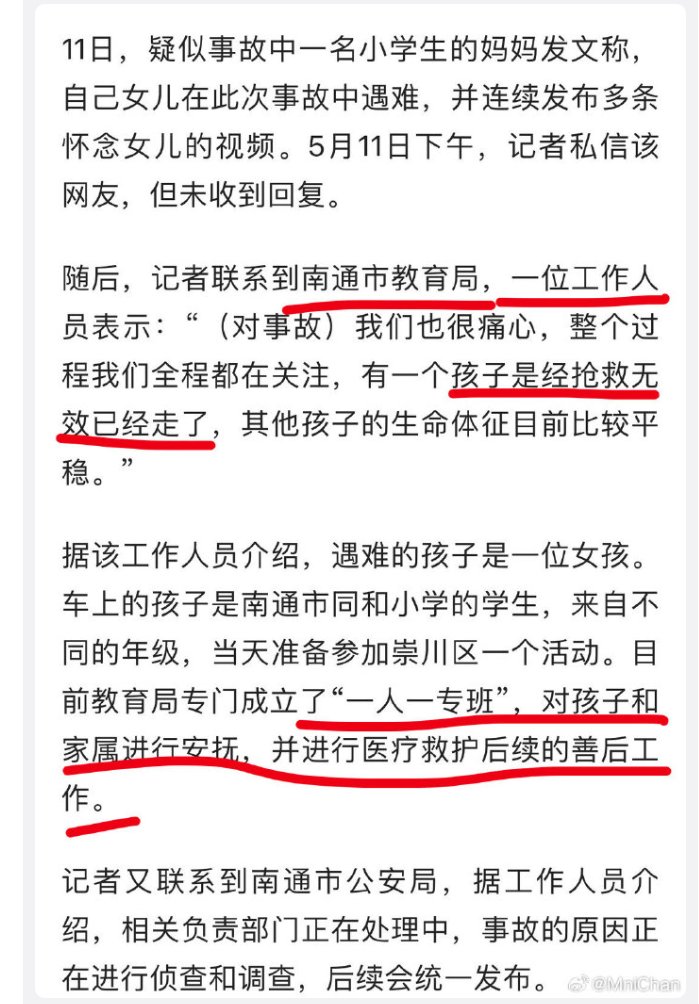 11日，疑似事故中一名小学生的妈妈发文称，
自己女儿在此次事故中遇难，并连续发布多条
怀念女儿的视频。5月11日下午，记者私信该
网友，但未收到回复。
随后，记者联系到南通市教育局，一位工作人
员表示：“（对事故）我们也很痛心，整个过
程我们全程都在关注，有一个孩子是经抢救无
效已经走了，其他孩子的生命体征目前比较平
稳。”
据该工作人员介绍，遇难的孩子是一位女孩。
车上的孩子是南通市同和小学的学生，来自不
同的年级，当天准备参加崇川区一个活动。目
前教育局专门成立了“一人一专班”，对孩子和
家属进行安抚，并进行医疗救护后续的善后工
作。
记者又联系到南通市公安局，据工作人员介
绍，相关负责部门正在处理中，事故的原因正
在进行侦查和调查，后续会统一发布。
@MniChan